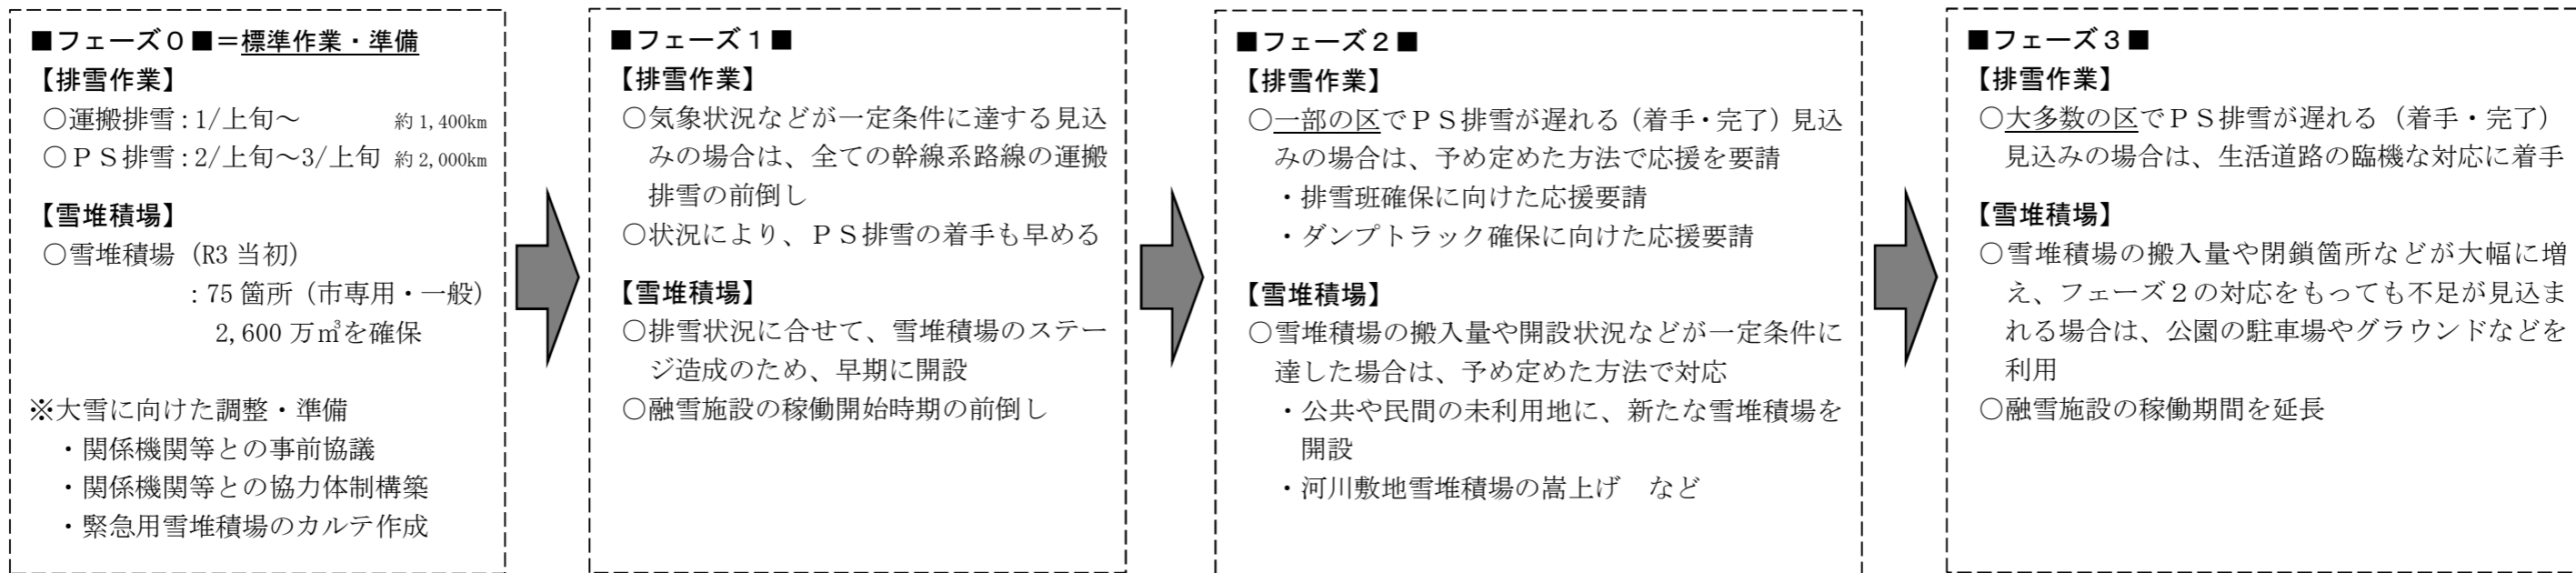 ■フェーズ０■＝標準作業・準備
【排雪作業】
○運搬排雪：1/上旬～　約1,400km
○ＰＳ排雪：2/上旬～3/上旬　約2,000km
【雪堆積場】
○雪堆積場（R3当初）
：75箇所（市専用・一般）
2,600万㎥を確保
※大雪に向けた調整・準備
・関係機関等との事前協議
・関係機関等との協力体制構築
・緊急用雪堆積場のカルテ作成
■フェーズ１■
【排雪作業】
○気象状況などが一定条件に達する見込
みの場合は、全ての幹線系路線の運搬
排雪の前倒し
○状況により、ＰＳ排雪の着手も早める
【雪堆積場】
○排雪状況に合せて、雪堆積場のステー
ジ造成のため、早期に開設
○融雪施設の稼働開始時期の前倒し
■フェーズ２■
【排雪作業】
○一部の区でＰＳ排雪が遅れる（着手・完了）見込
みの場合は、予め定めた方法で応援を要請
・排雪班確保に向けた応援要請
・ダンプトラック確保に向けた応援要請
【雪堆積場】
○雪堆積場の搬入量や開設状況などが一定条件に
達した場合は、予め定めた方法で対応
・公共や民間の未利用地に、新たな雪堆積場を
開設
・河川敷地雪堆積場の嵩上げ　など
■フェーズ３■
【排雪作業】
○大多数の区でＰＳ排雪が遅れる（着手・完了）
見込みの場合は、生活道路の臨機な対応に着手
【雪堆積場】
○雪堆積場の搬入量や閉鎖箇所などが大幅に増
え、フェーズ２の対応をもっても不足が見込ま
れる場合は、公園の駐車場やグラウンドなどを
利用
○融雪施設の稼働期間を延長